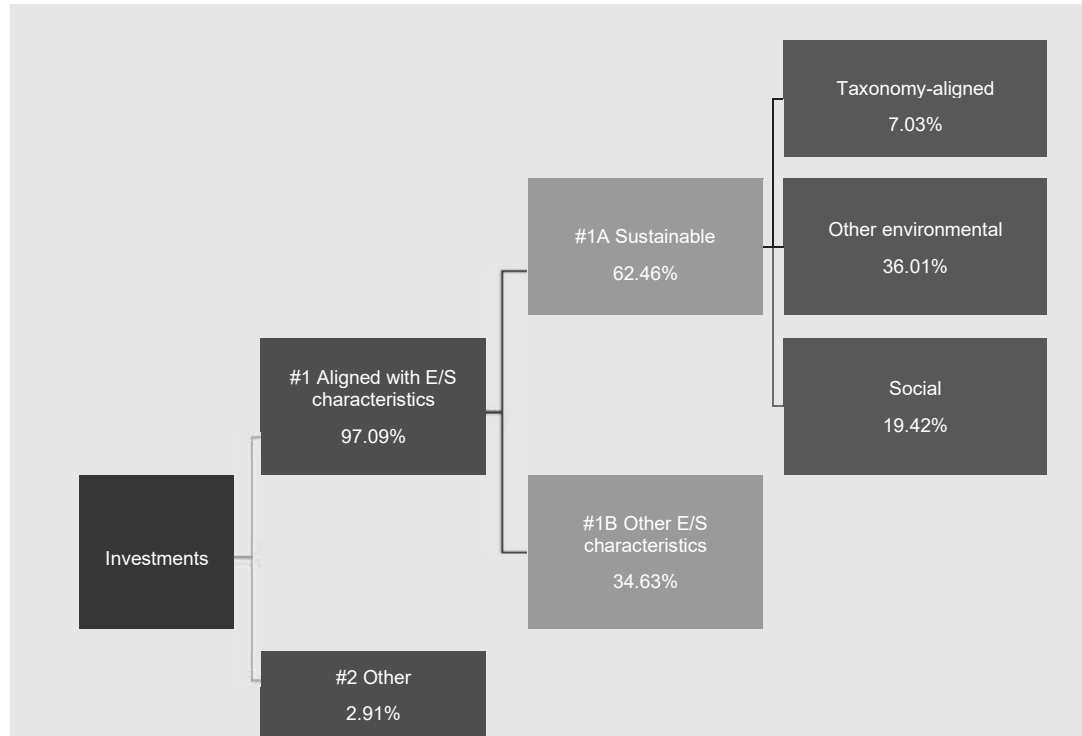 Taxonomy-aligned
7.03%
#1A Sustainable
62.46%
Other environmental
36.01%
#1 Aligned with E/S
characteristics
97.09%
Social
19.42%
Investments
#1B Other E/S
characteristics
34.63%
#2 Other
2.91%